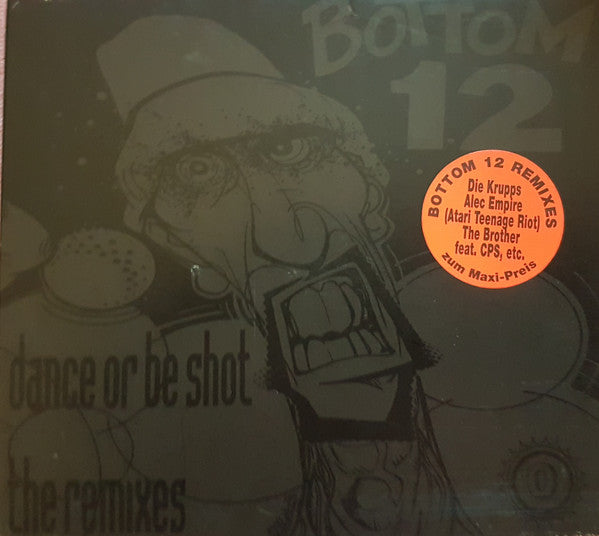 BOTTOM
12
BOTTOM 12 REMIXES
Die Krupps
Alec Empire
(Atari Teenage Riot)
The Brother
feat. CPS, etc.
zum Maxi-Preis
dance or be shot
the remixes